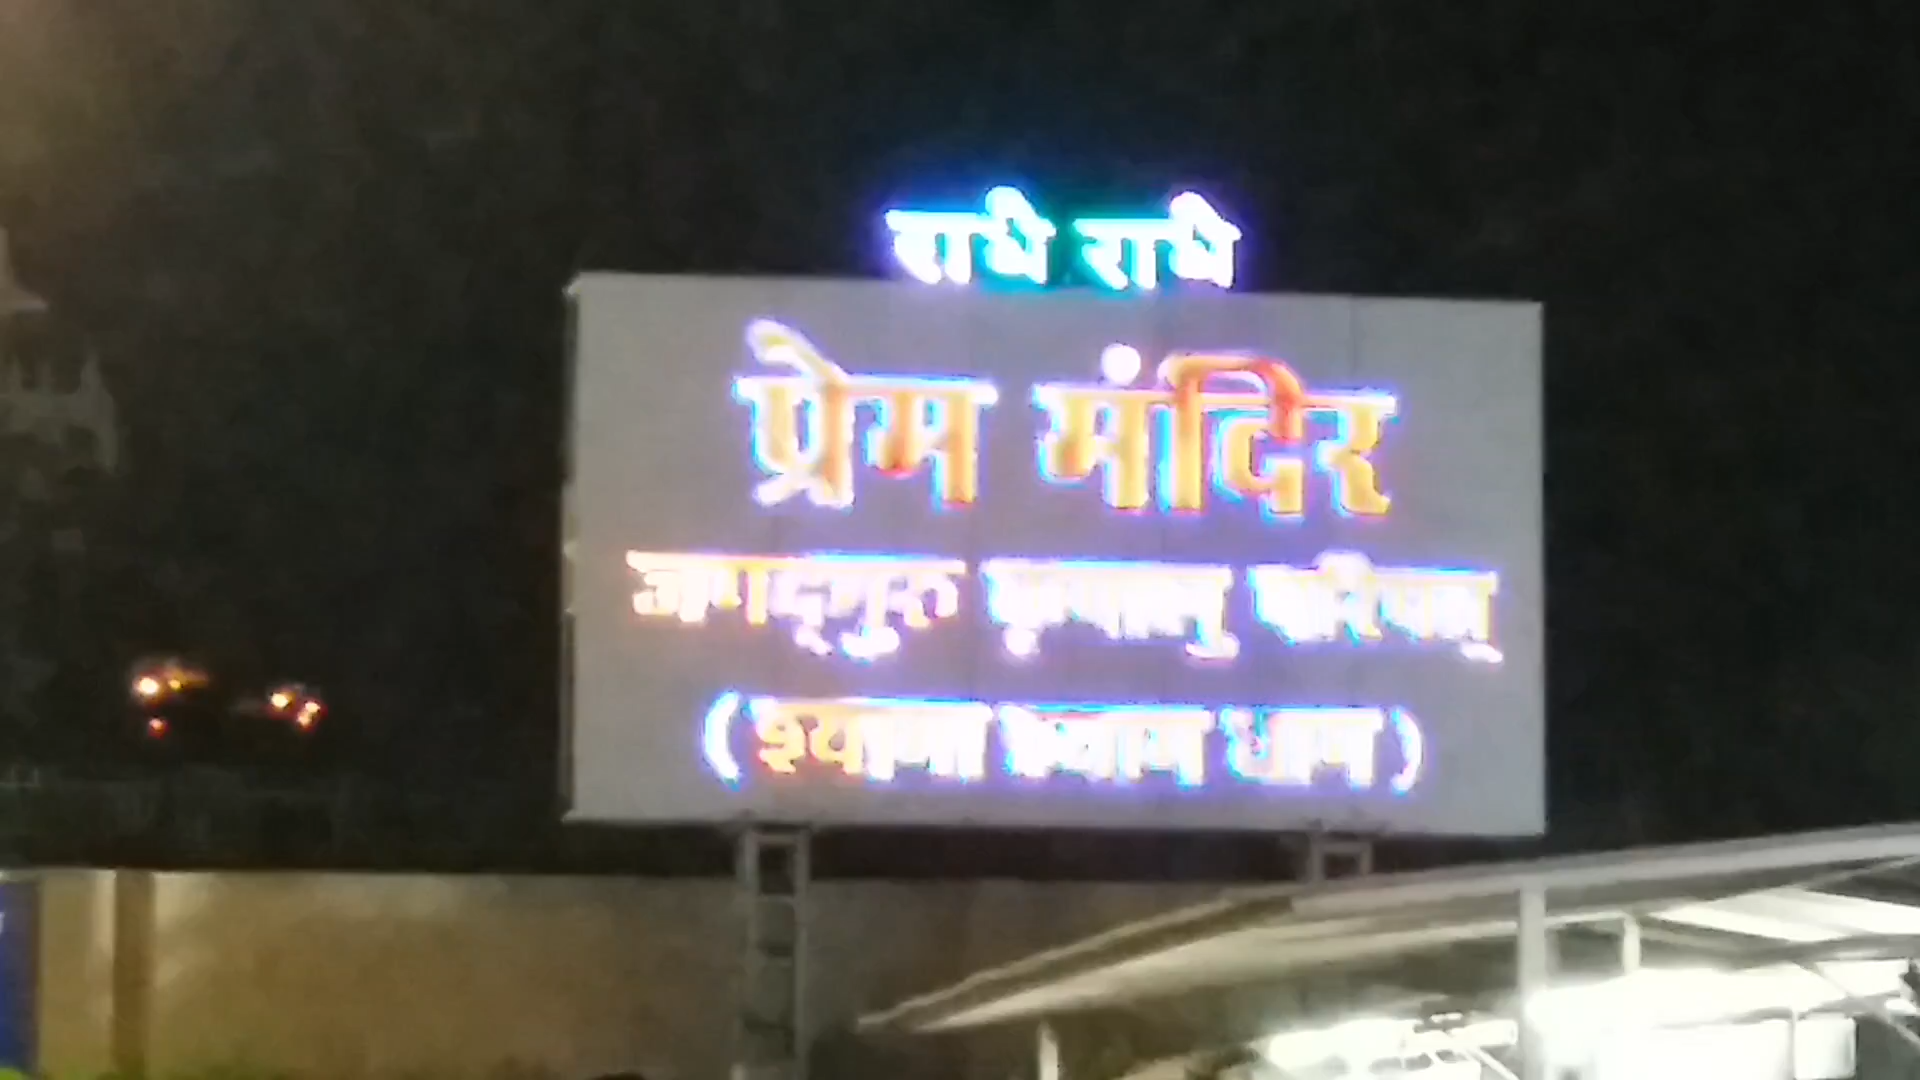 राधे राधे
प्रेम मंदिर
जगद्गुरु कृपालु परिषत्
(श्यामा श्याम धाम)